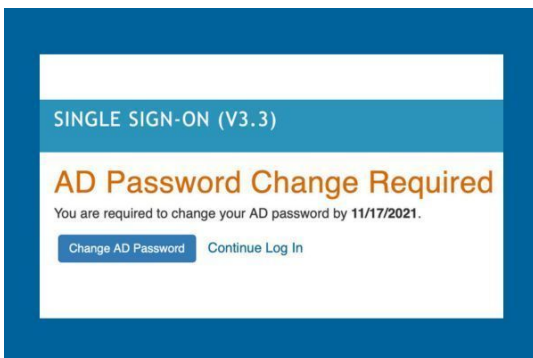 SINGLE SIGN-ON (V3.3)
AD Password Change Required
You are required to change your AD password by 11/17/2021.
Change AD Password Continue Log In